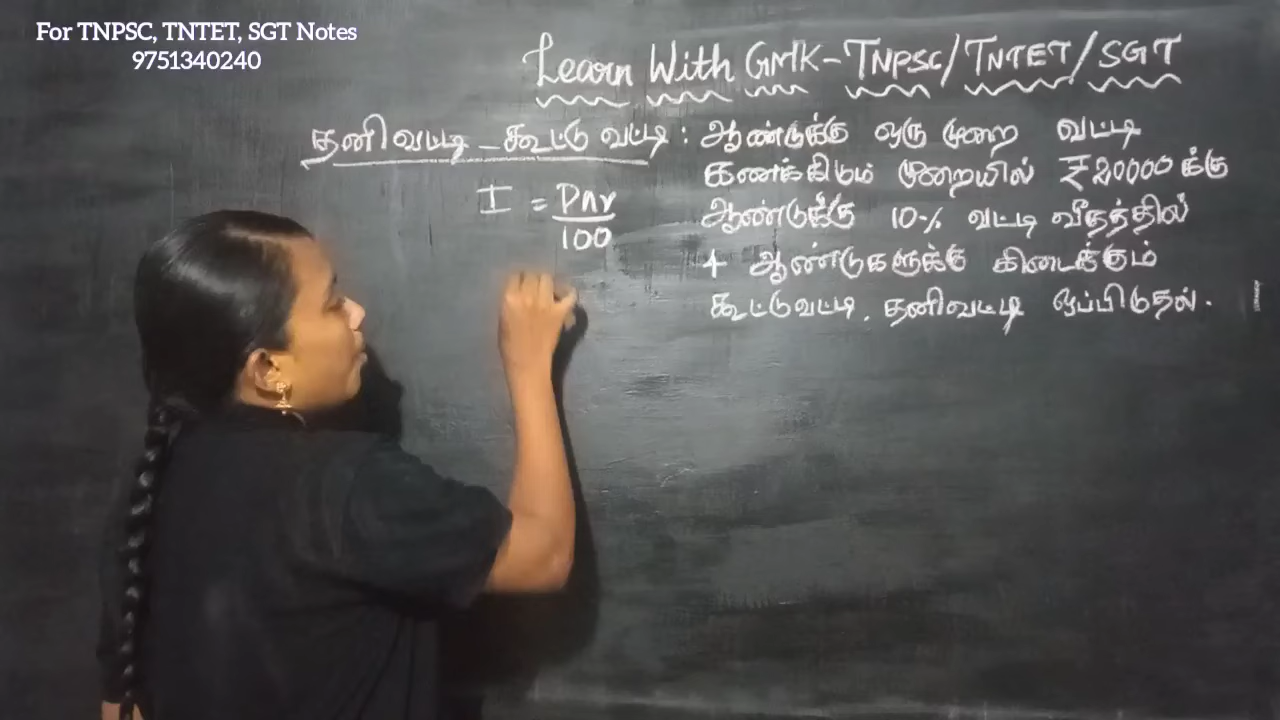 For TNPSC, TNTET, SGT Notes
9751340240
Learn With GMK - TNPSC/TNTET/SGT
தனிவட்டி - கூட்டு வட்டி : ஆண்டுக்கு ஒரு முறை வட்டி
கணக்கிடும் முறையில் ₹20000 க்கு
ஆண்டுக்கு 10% வட்டி வீதத்தில்
4 ஆண்டுகளுக்கு கிடைக்கும்
கூட்டுவட்டி, தனிவட்டி ஒப்பிடுதல்.
I = Pnr
100